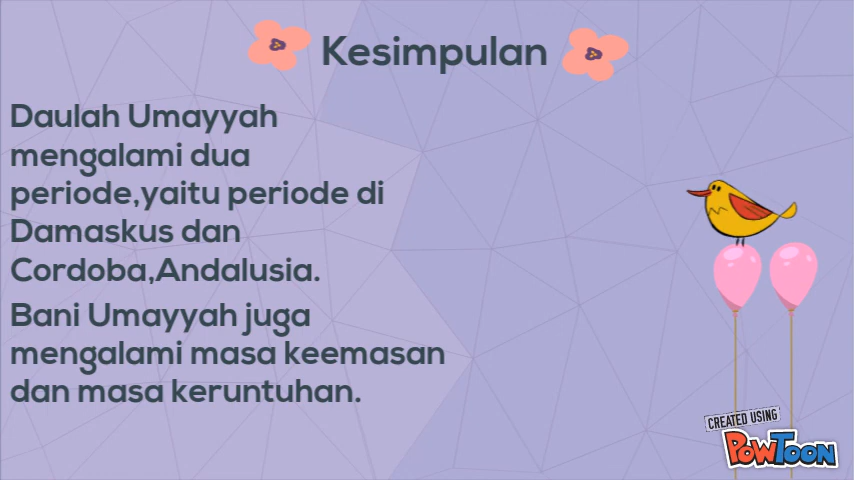 Kesimpulan
Daulah Umayyah
mengalami dua
periode,yaitu periode di
Damaskus dan
Cordoba,Andalusia.
Bani Umayyah juga
mengalami masa keemasan
dan masa keruntuhan.
CREATED USING
POWTOON